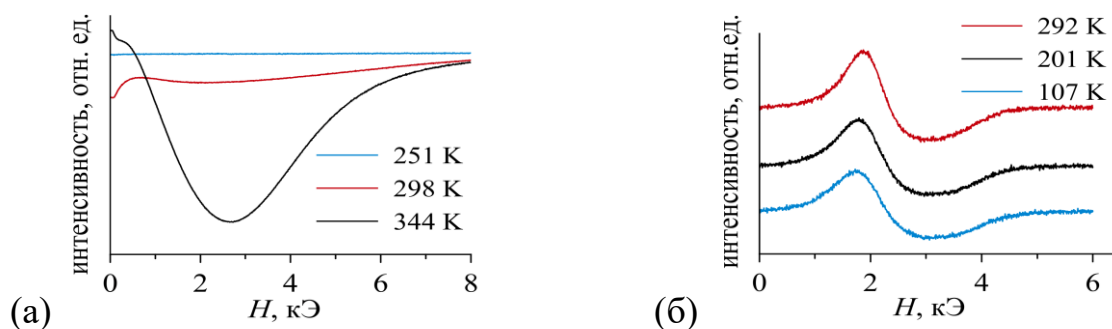 интенсивность, отн. ед.
251 K
298 K
344 K
0 2 4 6 8
H, кЭ
(а)
интенсивность, отн.ед.
292 K
201 K
107 K
0 2 4 6
H, кЭ
(б)